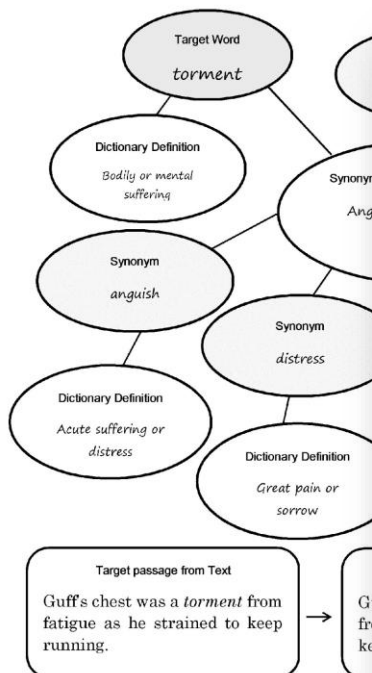 Target Word
torment
Dictionary Definition
Bodily or mental
suffering
Synonym
anguish
Synonym
distress
Dictionary Definition
Acute suffering or
distress
Dictionary Definition
Great pain or
sorrow
Target passage from Text
Guff's chest was a torment from
fatigue as he strained to keep
running.